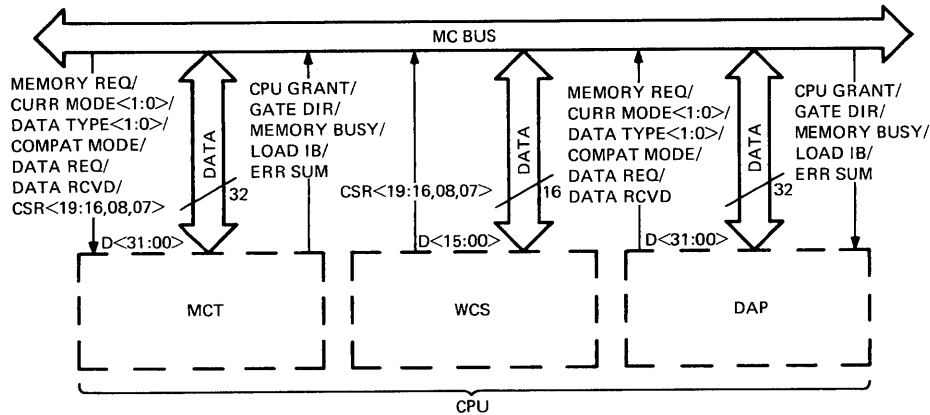 MC BUS
MEMORY REQ/
CURR MODE<1:0>/
DATA TYPE<1:0>/
COMPAT MODE/
DATA REQ/
DATA RCVD/
CSR<19:16,08,07>
DATA
32
D<31:00>
CPU GRANT/
GATE DIR/
MEMORY BUSY/
LOAD IB/
ERR SUM
CSR<19:16,08,07>
DATA
16
D<15:00>
MEMORY REQ/
CURR MODE<1:0>/
DATA TYPE<1:0>/
COMPAT MODE/
DATA REQ/
DATA RCVD
DATA
32
D<31:00>
CPU GRANT/
GATE DIR/
MEMORY BUSY/
LOAD IB/
ERR SUM
MCT
WCS
DAP
CPU